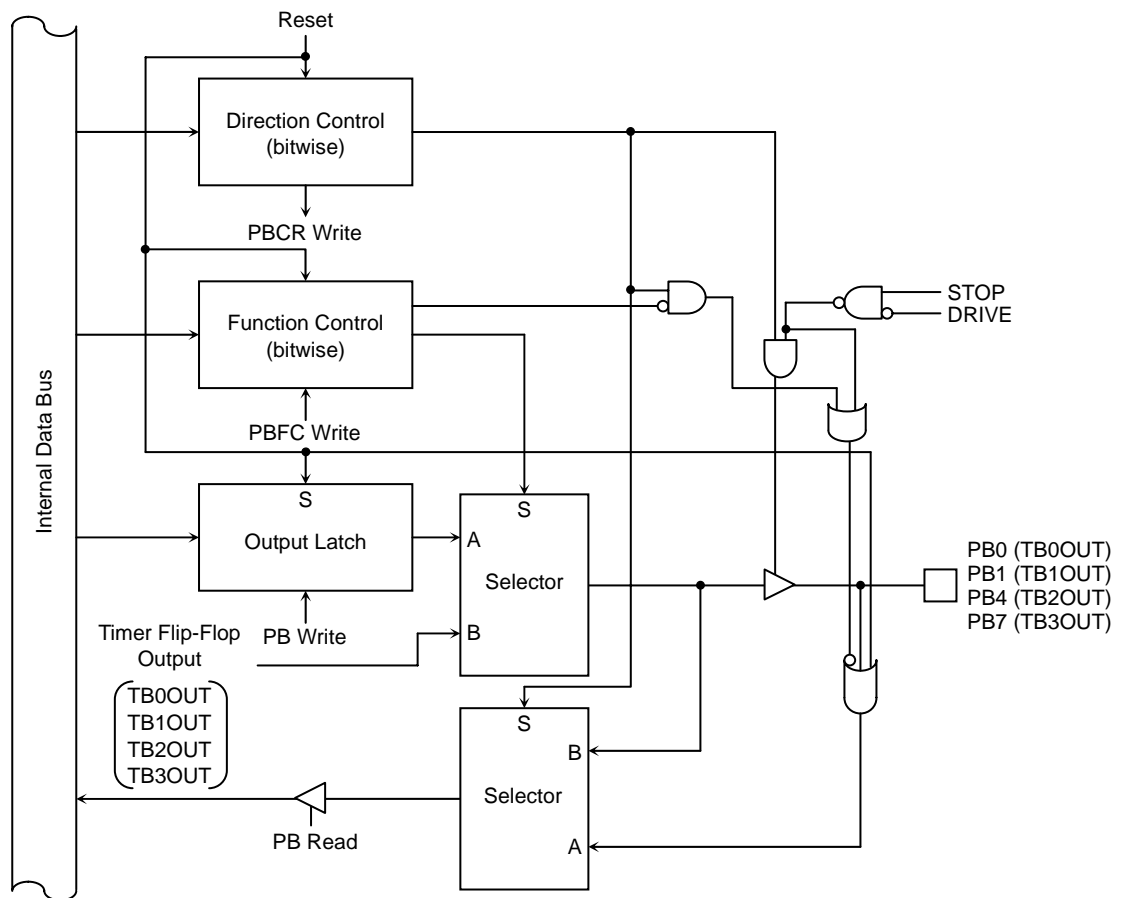 Reset
Direction Control
(bitwise)
PBCR Write
Function Control
(bitwise)
PBFC Write
STOP
DRIVE
Internal Data Bus
S
Output Latch
PB Write
S
A
Selector
B
PB0 (TB0OUT)
PB1 (TB1OUT)
PB4 (TB2OUT)
PB7 (TB3OUT)
Timer Flip-Flop
Output
TB0OUT
TB1OUT
TB2OUT
TB3OUT
S
B
Selector
A
PB Read